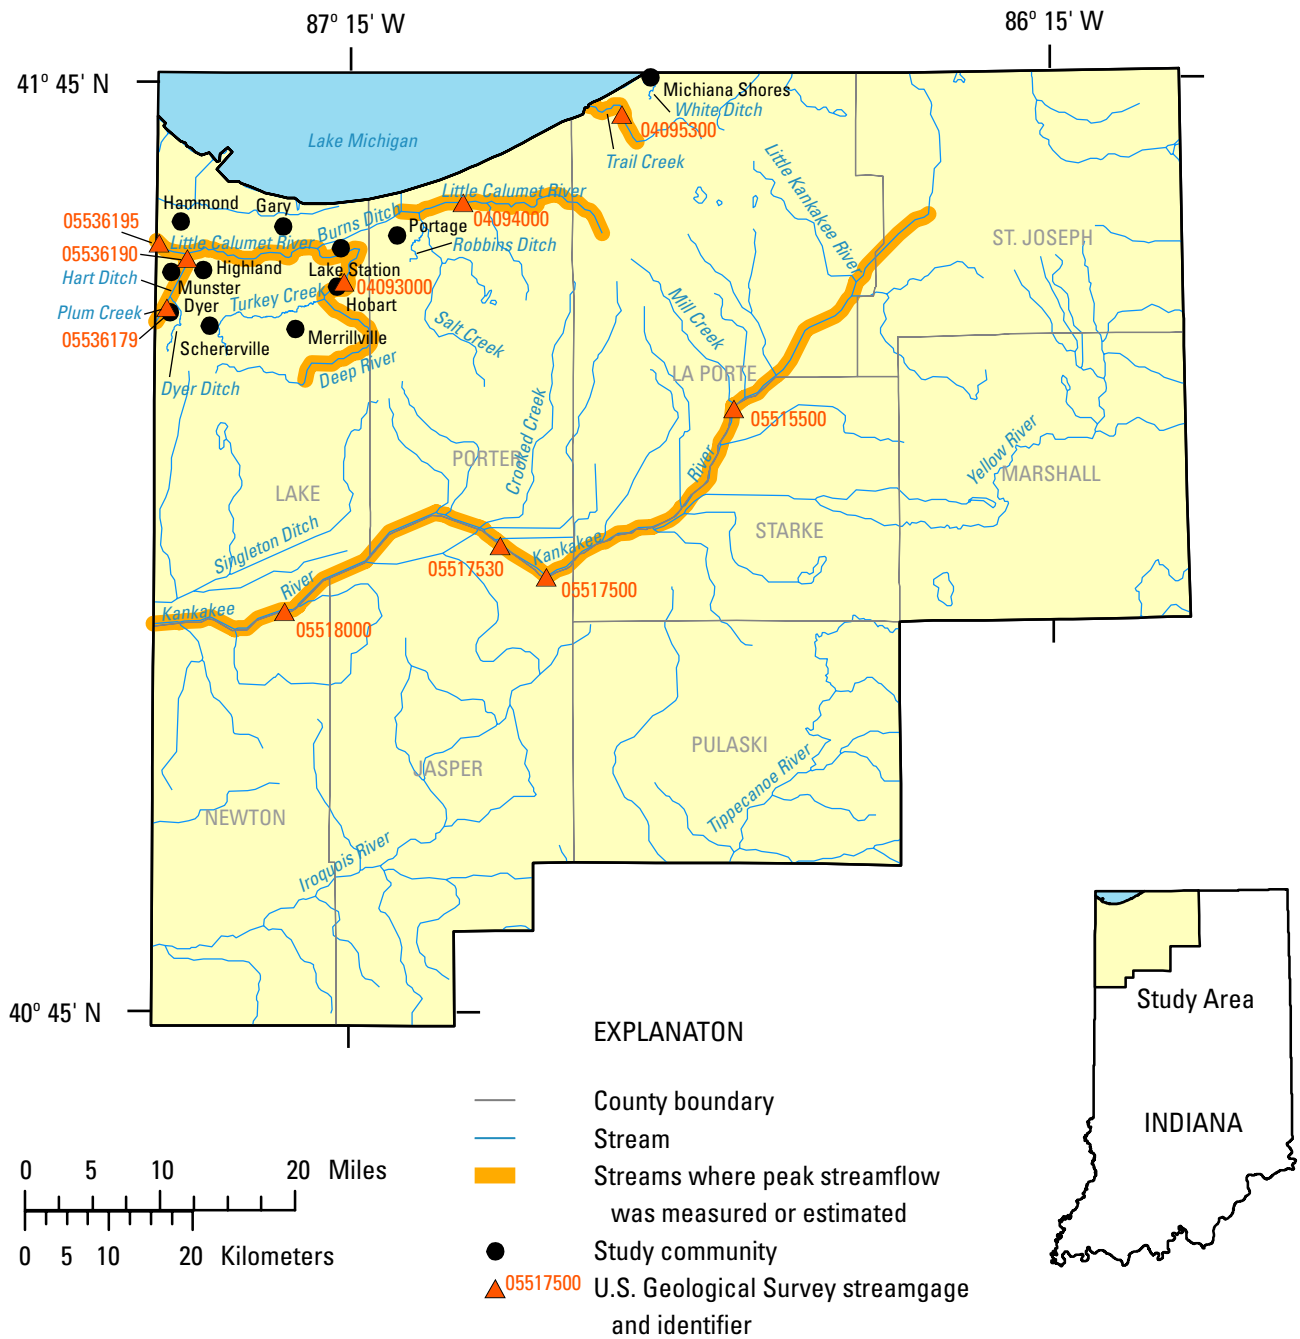 87° 15' W
86° 15' W
41° 45' N
Michiana Shores
White Ditch
04095300
Trail Creek
Lake Michigan
Little Kankakee River
Hammond
Gary
Little Calumet River
04094000
Burns Ditch
Portage
Robbins Ditch
05536195
Little Calumet River
05536190
ST. JOSEPH
Highland
Lake Station
Hart Ditch
Munster
04093000
Turkey Creek
Hobart
Dyer
Plum Creek
Salt Creek
Mill Creek
05536179
Schererville
Merrillville
Deep River
Dyer Ditch
LA PORTE
05515500
Crooked Creek
Yellow River
PORTER
River
MARSHALL
LAKE
Singleton Ditch
STARKE
Kankakee
05517530
05517500
River
Kankakee
05518000
PULASKI
JASPER
Tippecanoe River
NEWTON
Iroquois River
40° 45' N
Study Area
INDIANA
EXPLANATON
County boundary
Stream
Streams where peak streamflow
was measured or estimated
Study community
05517500 U.S. Geological Survey streamgage
and identifier
0 5 10 20 Miles
0 5 10 20 Kilometers